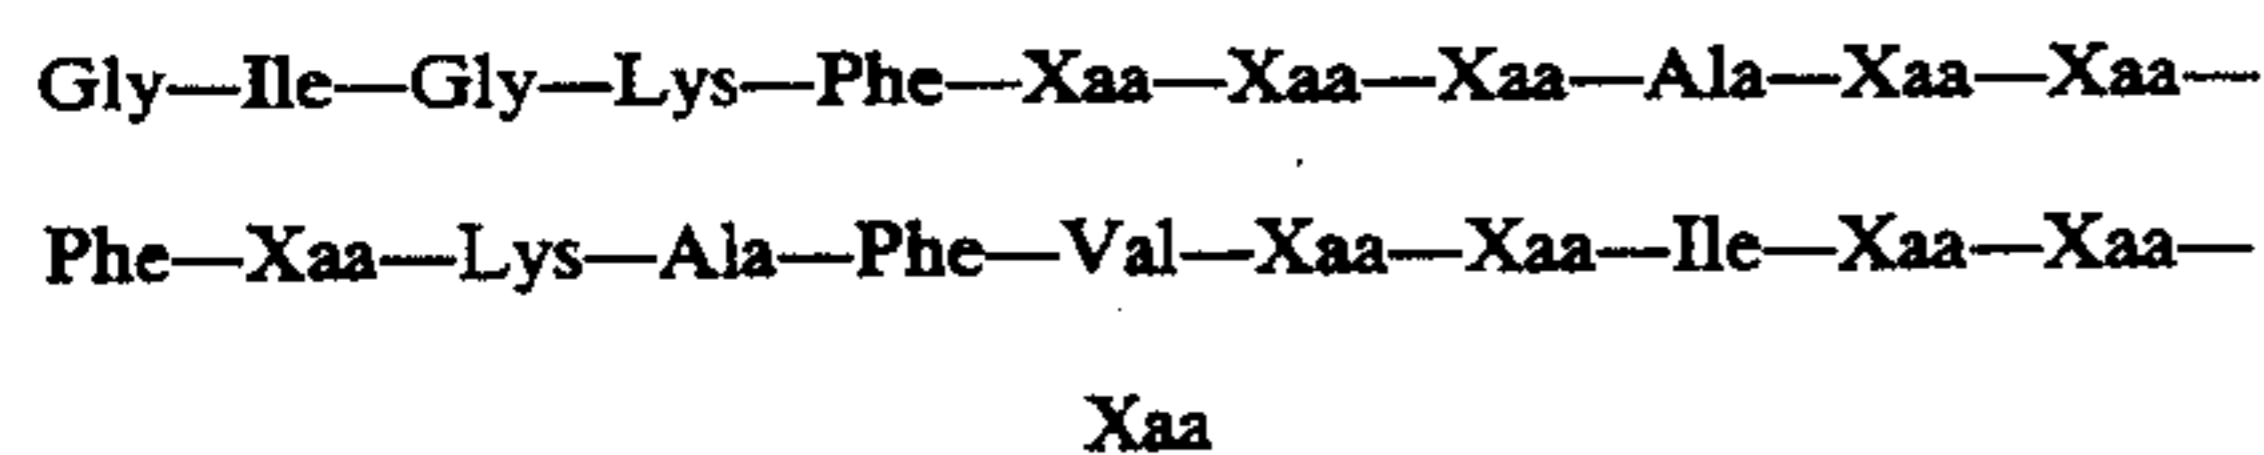 Gly—Ile—Gly—Lys—Phe—Xaa—Xaa—Xaa—Ala—Xaa—Xaa—
Phe—Xaa—Lys—Ala—Phe—Val—Xaa—Xaa—Ile—Xaa—Xaa—
Xaa